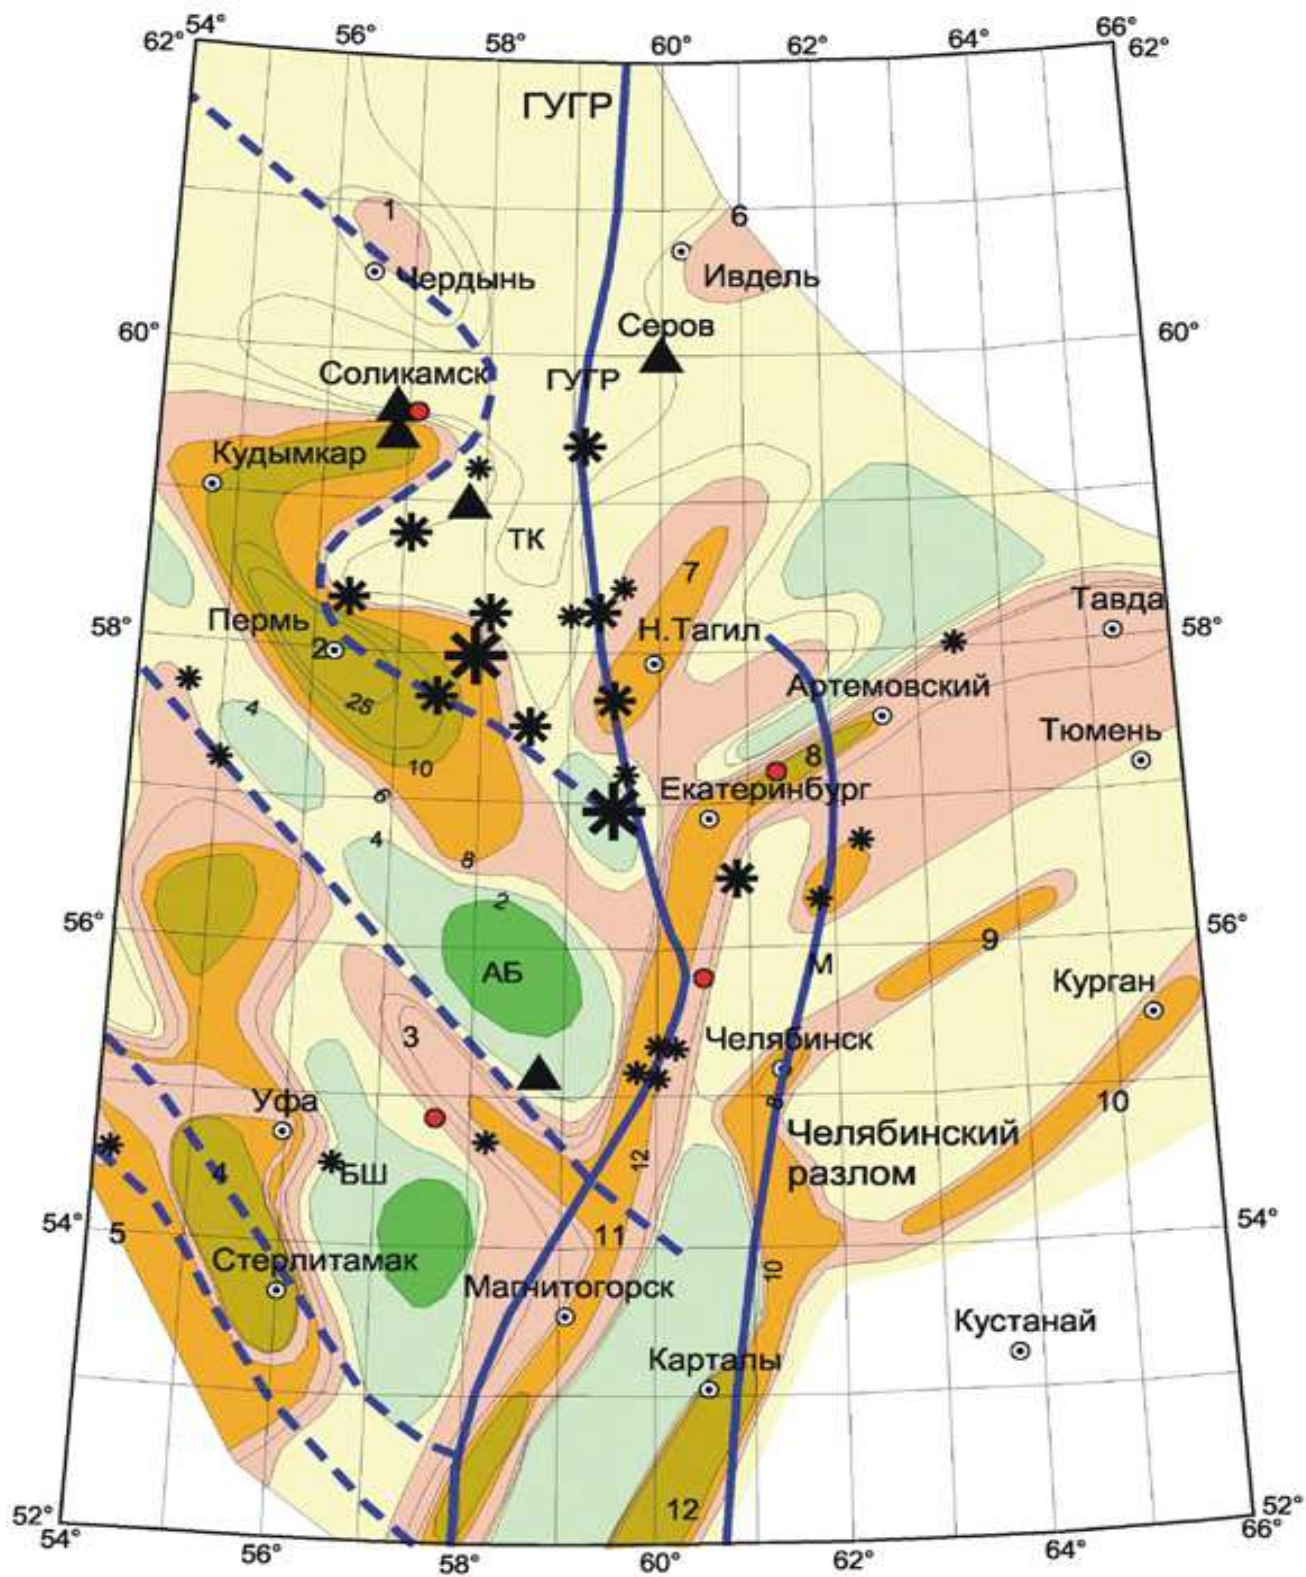 54°
56°
58°
60°
62°
64°
66°
62°
62°
ГУГР
1
6
Чердынь
Ивдель
60°
Серов
60°
Соликамск
ГУГР
Кудымкар
ТК
7
Тавда
58°
Пермь
Н.Тагил
58°
2
Артемовский
4
25
Тюмень
8
10
Екатеринбург
6
4
8
2
56°
56°
9
АБ
М
Курган
3
Челябинск
Уфа
8
10
Челябинский
разлом
12
4
БШ
54°
54°
5
11
Стерлитамак
10
Магнитогорск
Кустанай
Карталы
12
52°
52°
54°
56°
58°
60°
62°
64°
66°